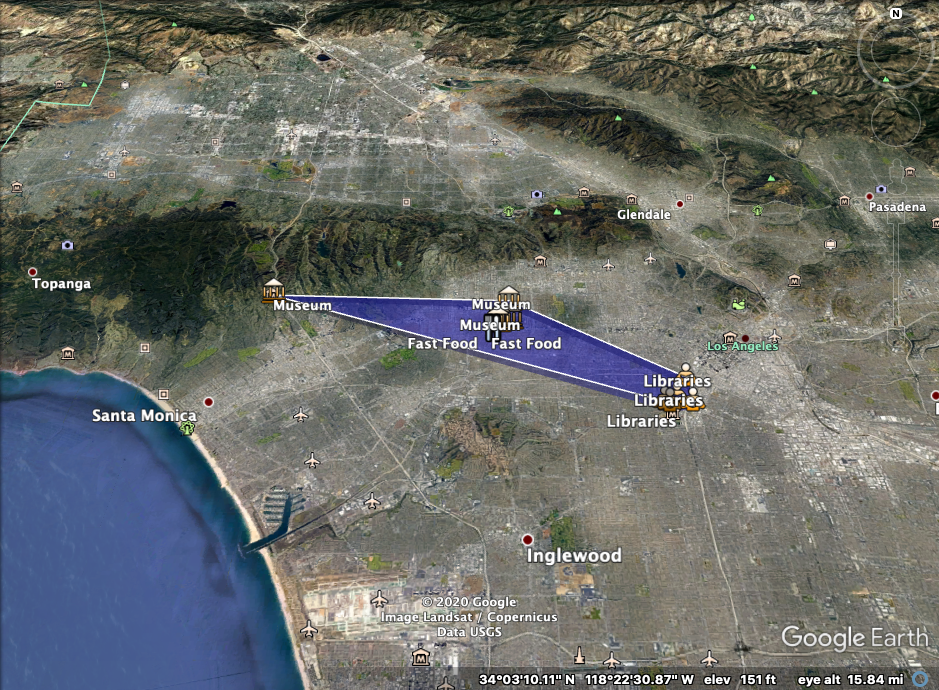 N
Glendale
Pasadena
Topanga
Museum
Museum
Museum
Fast Food
Fast Food
Los Angeles
Libraries
Libraries
Libraries
Santa Monica
Inglewood
© 2020 Google
Image Landsat / Copernicus
Data USGS
Google Earth
34°03'10.11" N 118°22'30.87" W elev 151 ft eye alt 15.84 mi